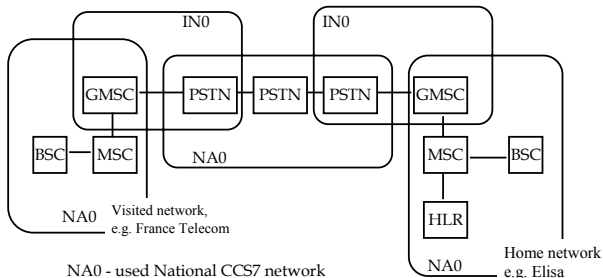 IN0
IN0
GMSC
PSTN
PSTN
PSTN
GMSC
BSC
MSC
MSC
BSC
NA0
HLR
NA0
Visited network,
e.g. France Telecom
NA0
Home network
e.g. Elisa
NA0 - used National CCS7 network